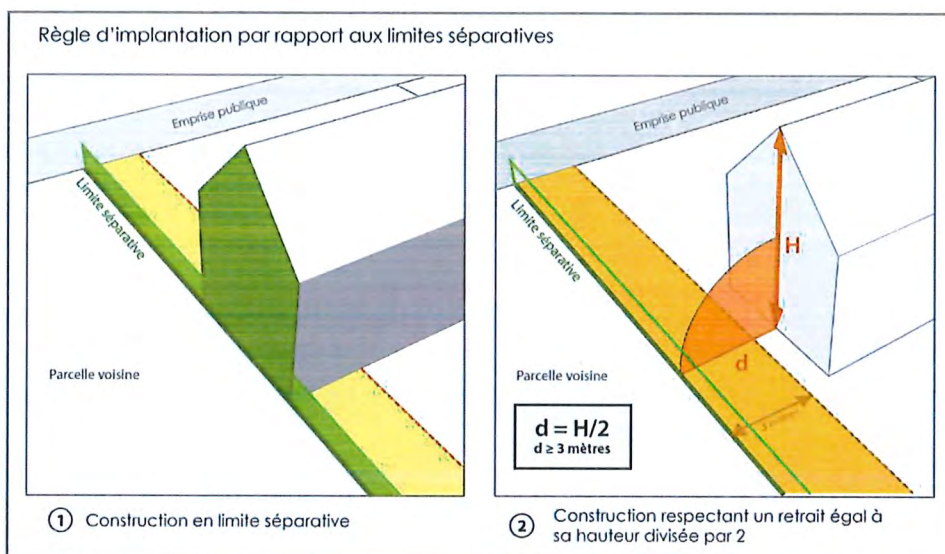 Règle d'implantation par rapport aux limites séparatives
Emprise publique
Limite séparative
Parcelle voisine
① Construction en limite séparative
Emprise publique
Limite séparative
H
d
Parcelle voisine
d = H/2
d ≥ 3 mètres
② Construction respectant un retrait égal à
sa hauteur divisée par 2